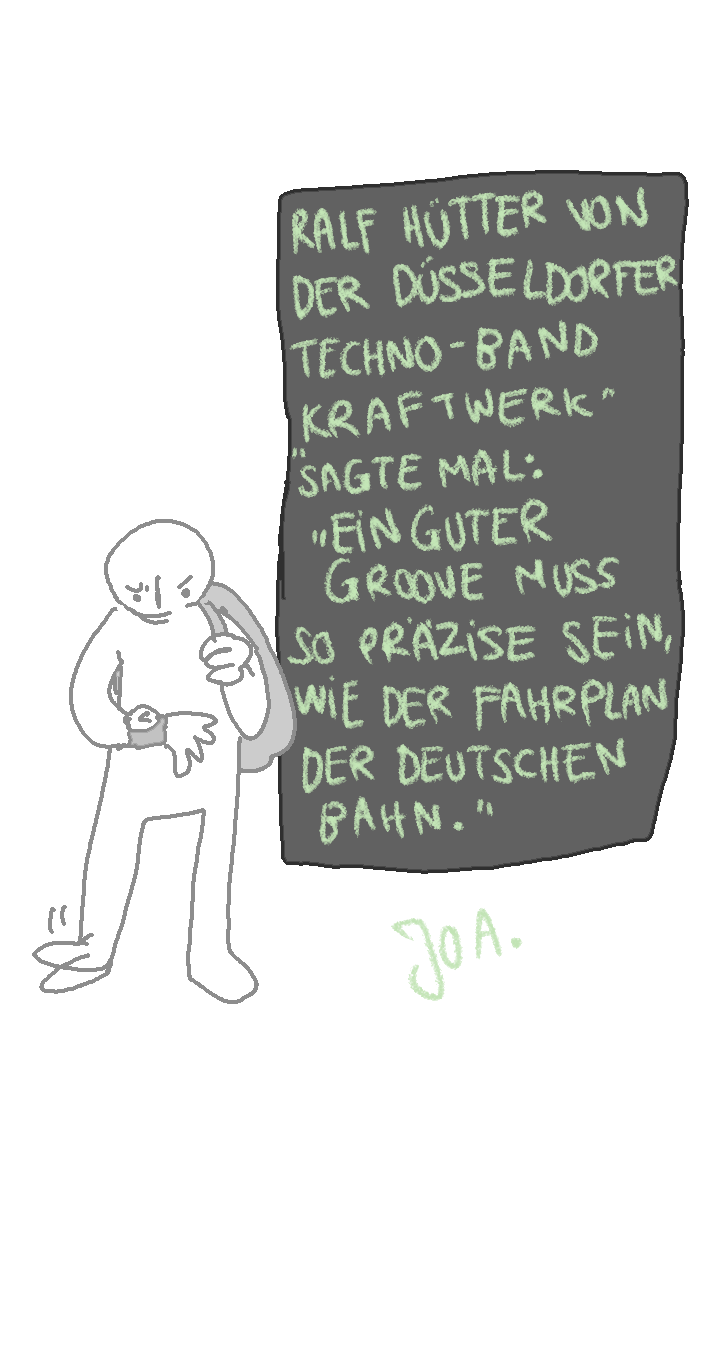 RALF HÜTTER VON
DER DÜSSELDORFER
TECHNO-BAND
KRAFTWERK"
"SAGTE MAL:
"EIN GUTER
GROOVE MUSS
SO PRÄZISE SEIN,
WIE DER FAHRPLAN
DER DEUTSCHEN
BAHN."
JOA.